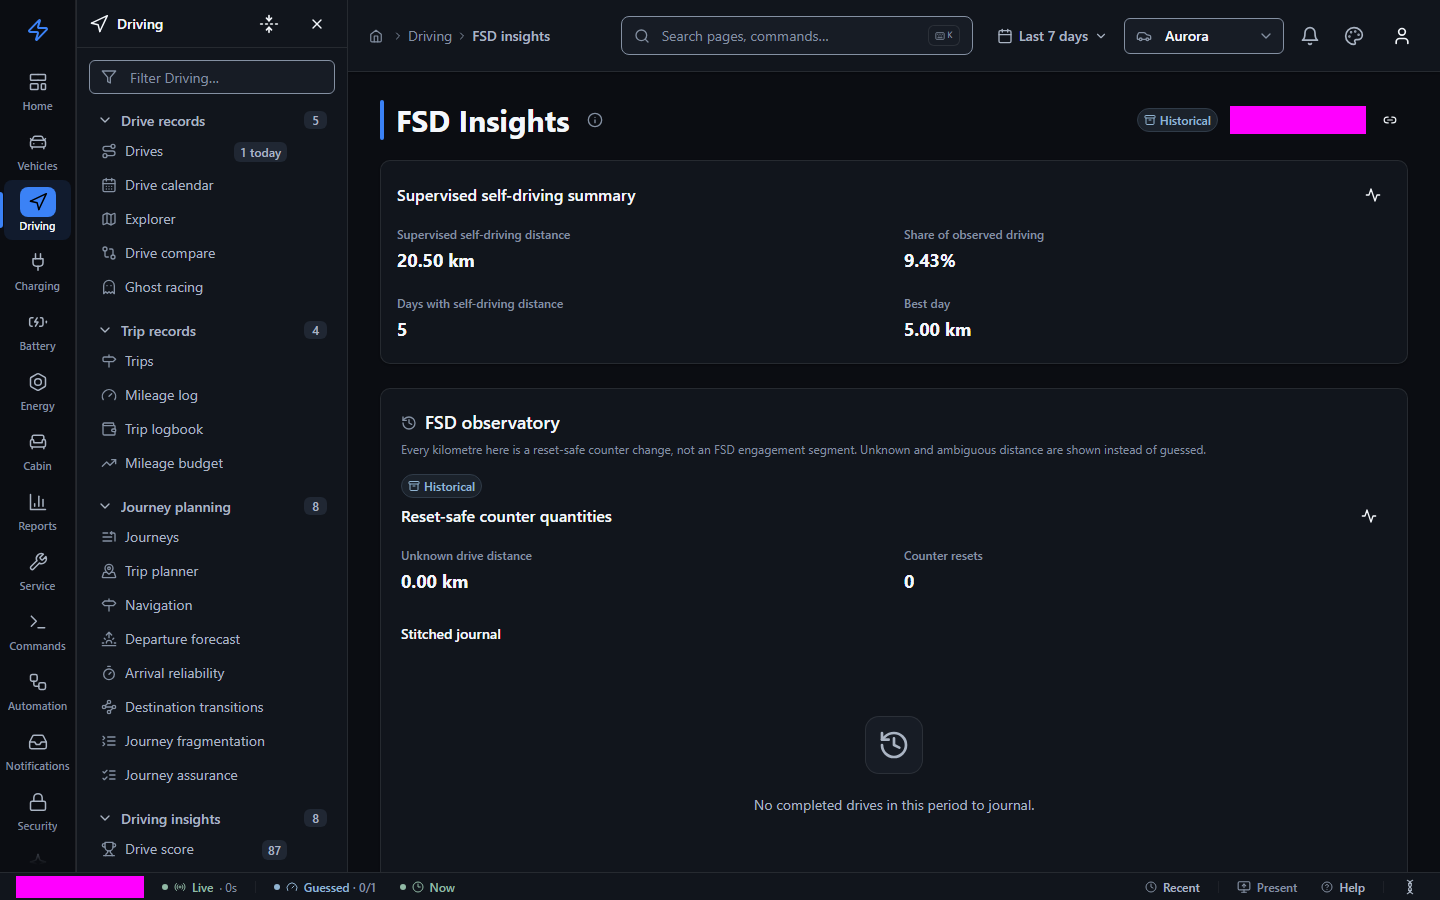 Driving
Filter Driving...
Driving
FSD insights
Search pages, commands...
K
Last 7 days
Aurora
Home
Vehicles
Driving
Charging
Battery
Energy
Cabin
Reports
Service
Commands
Automation
Notifications
Security
Drive records 5
Drives 1 today
Drive calendar
Explorer
Drive compare
Ghost racing
Trip records 4
Trips
Mileage log
Trip logbook
Mileage budget
Journey planning 8
Journeys
Trip planner
Navigation
Departure forecast
Arrival reliability
Destination transitions
Journey fragmentation
Journey assurance
Driving insights 8
Drive score 87
FSD Insights
Historical
Supervised self-driving summary
Supervised self-driving distance
20.50 km
Share of observed driving
9.43%
Days with self-driving distance
5
Best day
5.00 km
FSD observatory
Every kilometre here is a reset-safe counter change, not an FSD engagement segment. Unknown and ambiguous distance are shown instead of guessed.
Historical
Reset-safe counter quantities
Unknown drive distance
0.00 km
Counter resets
0
Stitched journal
No completed drives in this period to journal.
Live · 0s
Guessed · 0/1
Now
Recent
Present
Help